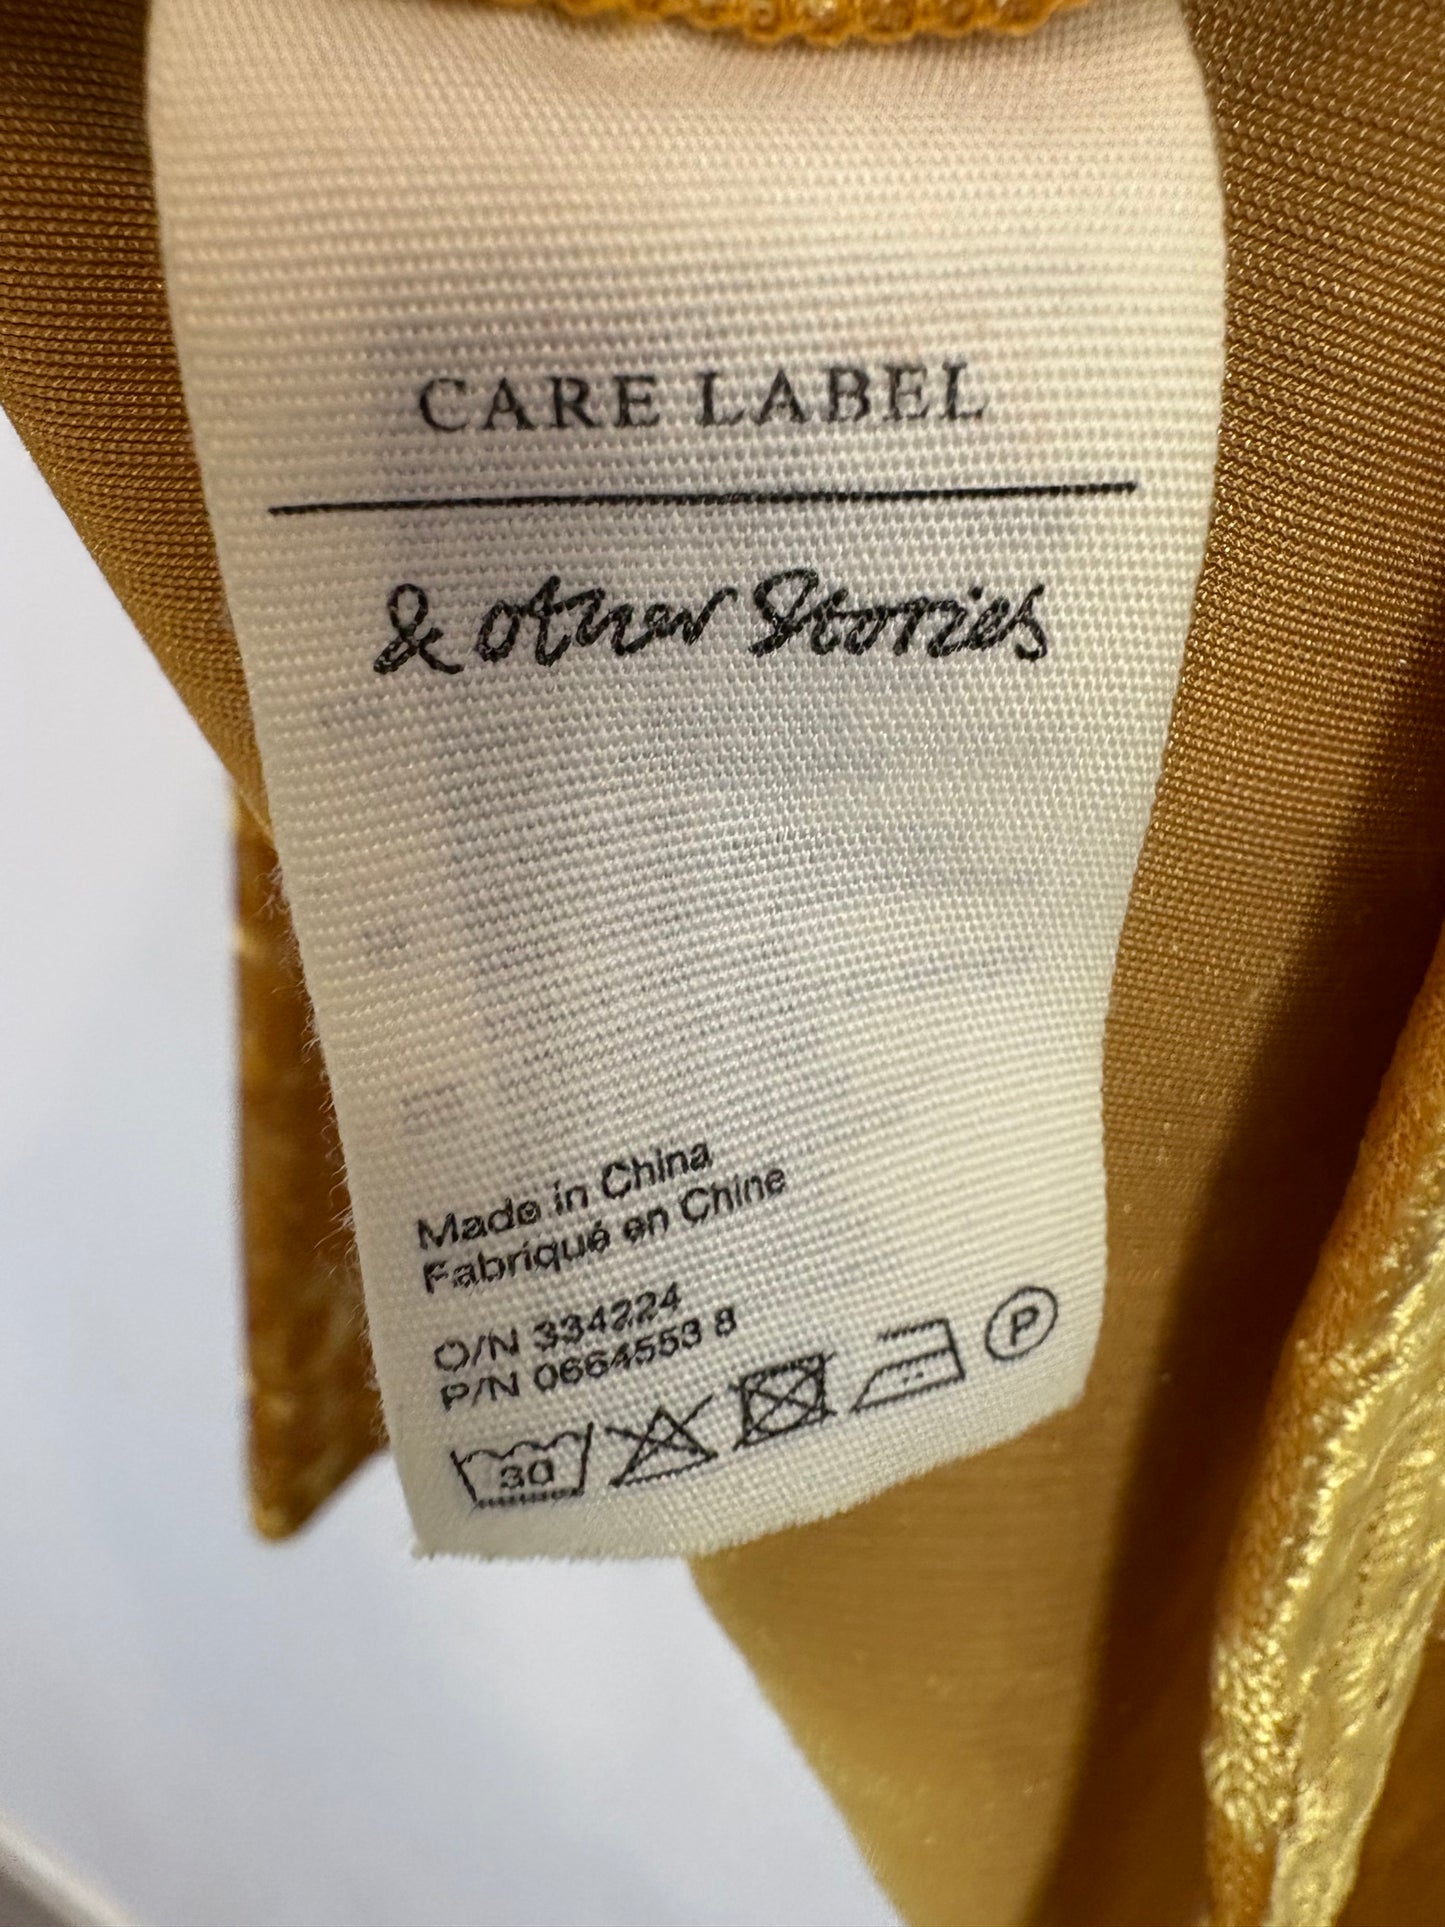 CARE LABEL
& other Stories
Made in China
Fabriqué en Chine
O/N 334224
P/N 0664553 8
30
P